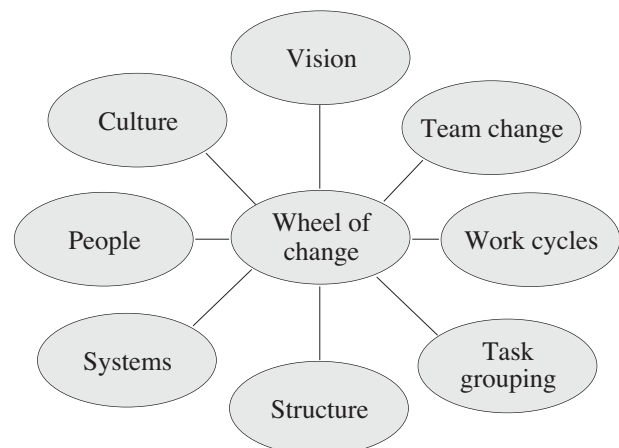 Vision
Culture
Team change
Wheel of
change
People
Work cycles
Systems
Task
grouping
Structure